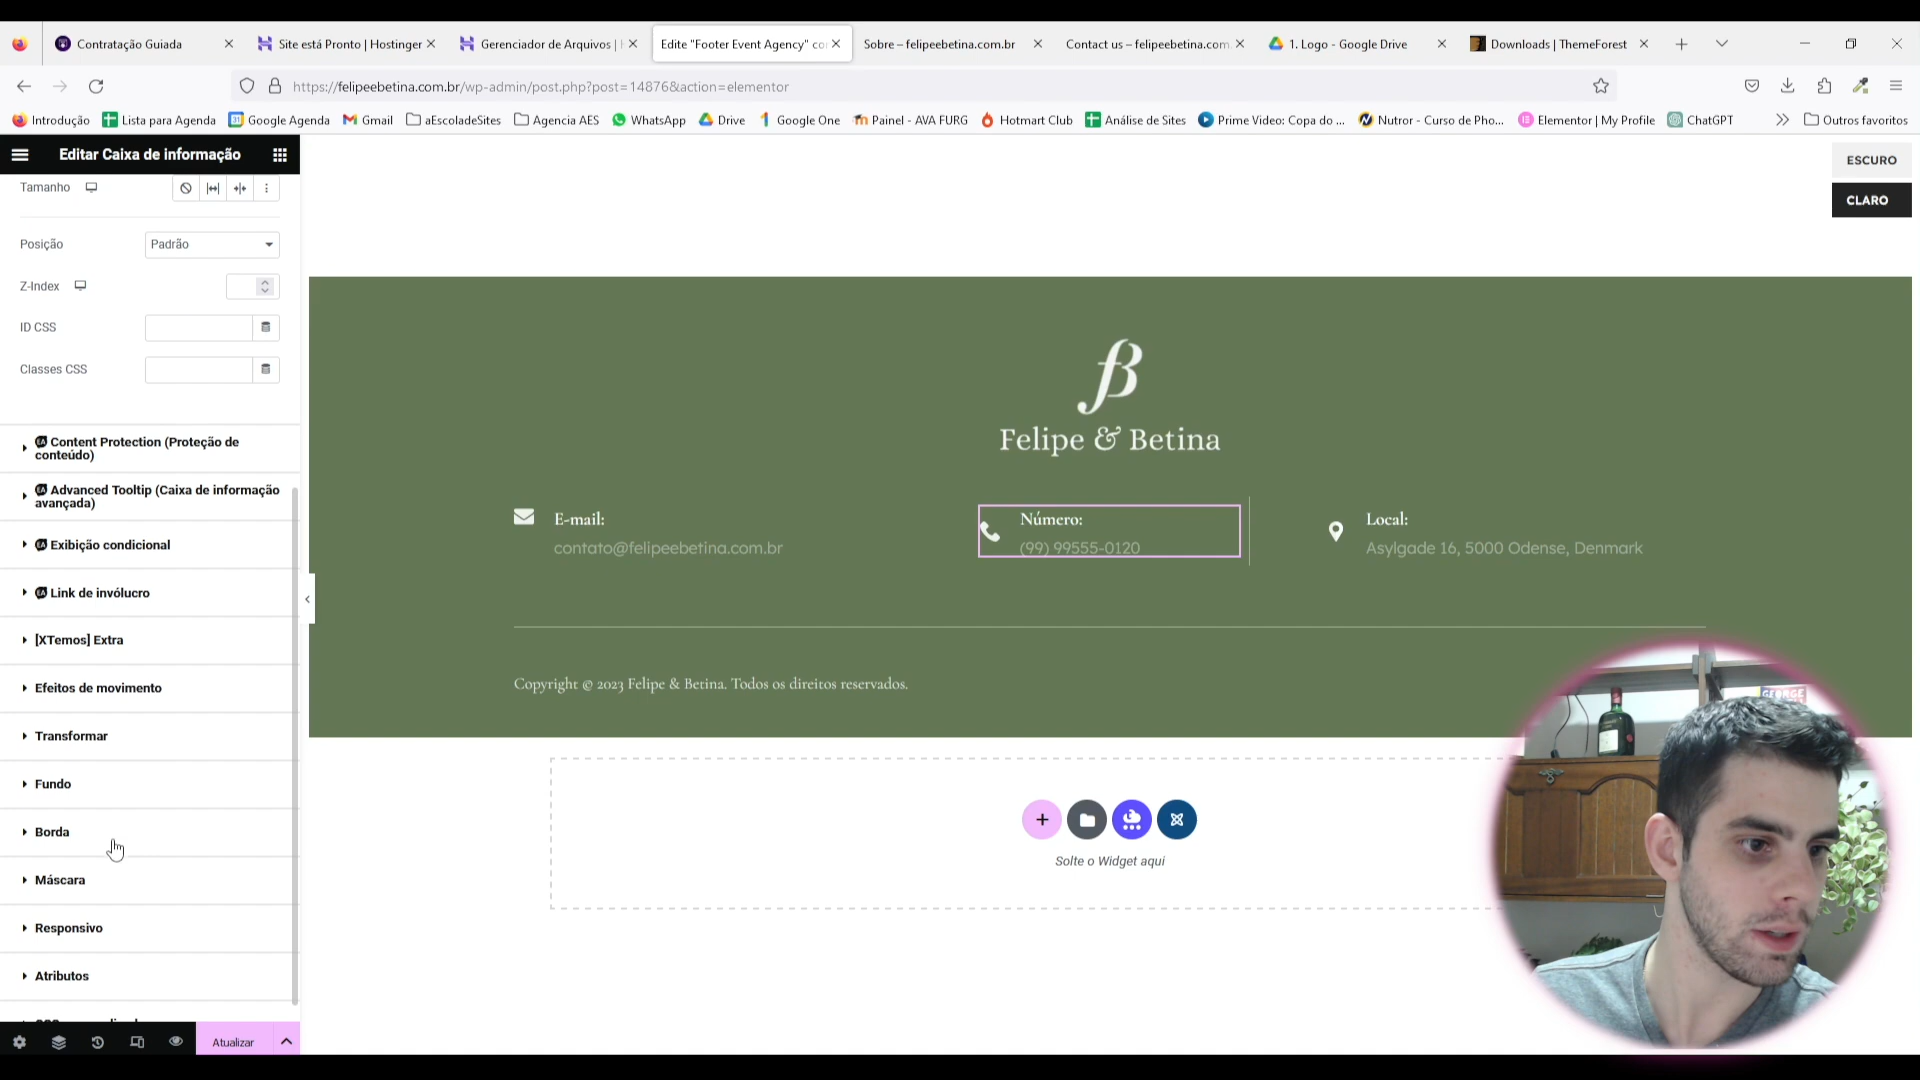 Contratação Guiada
Site está Pronto | Hostinger
Gerenciador de Arquivos |
Edite "Footer Event Agency" co
Sobre – felipeebetina.com.br
Contact us – felipeebetina.com.
1. Logo - Google Drive
Downloads | ThemeForest
https://felipeebetina.com.br/wp-admin/post.php?post=14876&action=elementor
Introdução
Lista para Agenda
Google Agenda
Gmail
aEscoladeSites
Agencia AES
WhatsApp
Drive
Google One
Painel - AVA FURG
Hotmart Club
Análise de Sites
Prime Video: Copa do ...
Nutror - Curso de Pho...
Elementor | My Profile
ChatGPT
Outros favoritos
Editar Caixa de informação
Tamanho
Posição
Padrão
Z-Index
ID CSS
Classes CSS
Content Protection (Proteção de
conteúdo)
Advanced Tooltip (Caixa de informação
avançada)
Exibição condicional
Link de invólucro
[XTemos] Extra
Efeitos de movimento
Transformar
Fundo
Borda
Máscara
Responsivo
Atributos
Atualizar
ESCURO
CLARO
Felipe & Betina
E-mail:
contato@felipeebetina.com.br
Número:
(99) 99555-0120
Local:
Asylgade 16, 5000 Odense, Denmark
Copyright © 2023 Felipe & Betina. Todos os direitos reservados.
Solte o Widget aqui
GEORGE